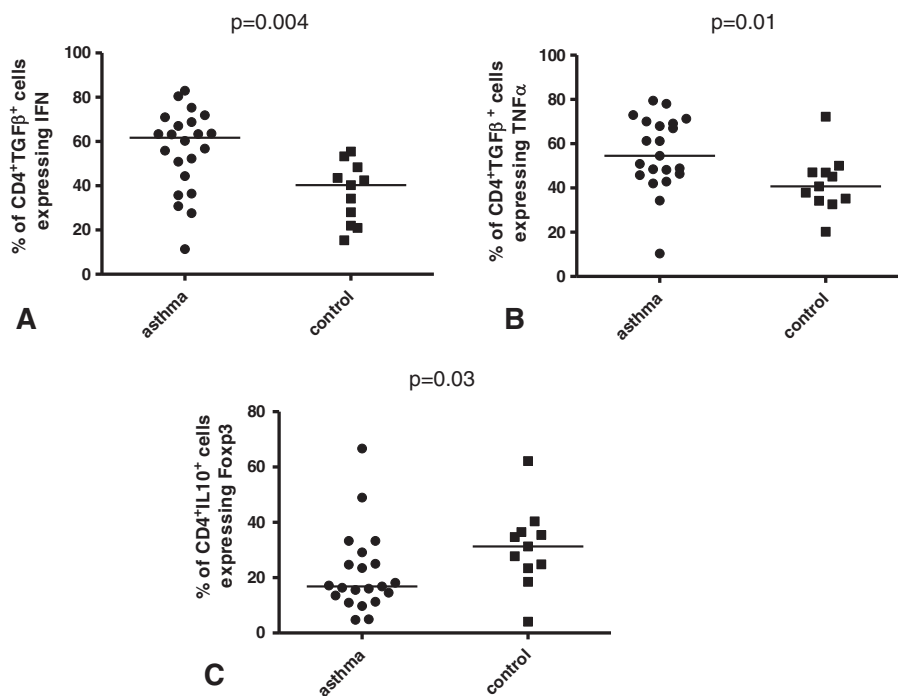 p=0.004
% of CD4⁺TGFβ⁺ cells
expressing IFN
100
80
60
40
20
0
asthma
control
A
p=0.01
% of CD4⁺TGFβ⁺ cells
expressing TNFα
100
80
60
40
20
0
asthma
control
B
p=0.03
% of CD4⁺IL10⁺ cells
expressing Foxp3
80
60
40
20
0
asthma
control
C